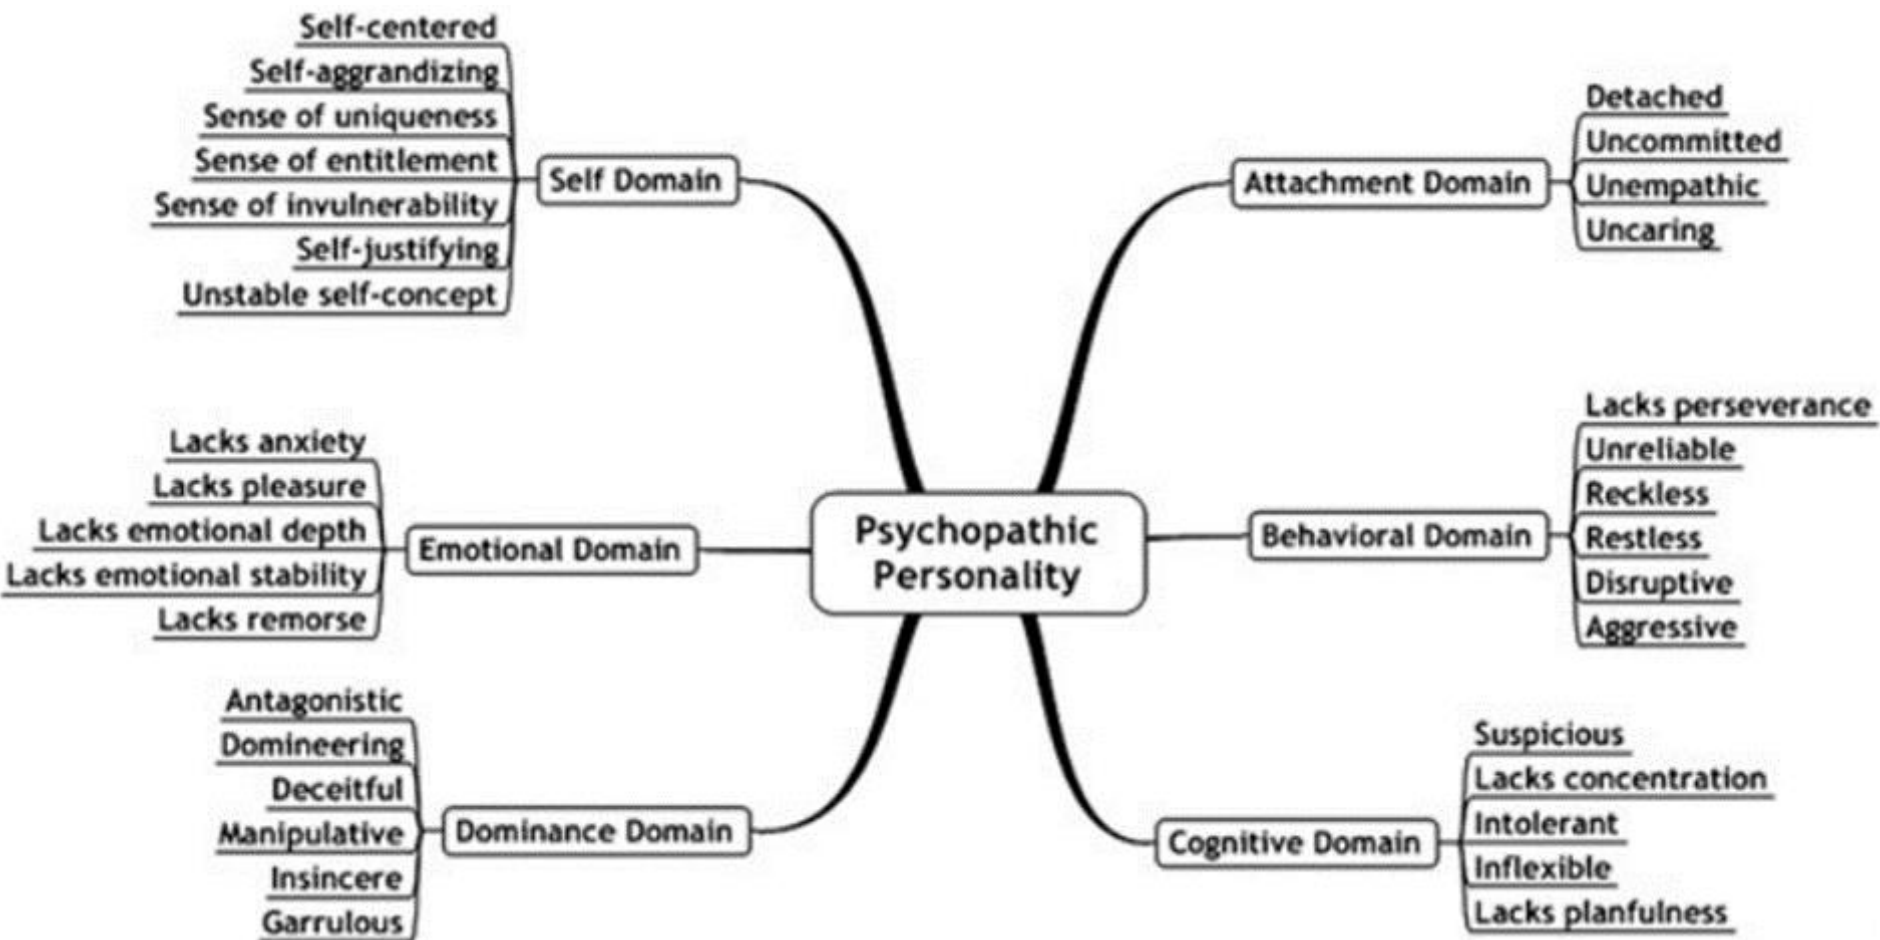 Self-centered
Self-aggrandizing
Sense of uniqueness
Sense of entitlement
Sense of invulnerability
Self-justifying
Unstable self-concept
Self Domain
Attachment Domain
Detached
Uncommitted
Unempathic
Uncaring
Lacks anxiety
Lacks pleasure
Lacks emotional depth
Lacks emotional stability
Lacks remorse
Emotional Domain
Psychopathic
Personality
Behavioral Domain
Lacks perseverance
Unreliable
Reckless
Restless
Disruptive
Aggressive
Antagonistic
Domineering
Deceitful
Manipulative
Insincere
Garrulous
Dominance Domain
Cognitive Domain
Suspicious
Lacks concentration
Intolerant
Inflexible
Lacks planfulness